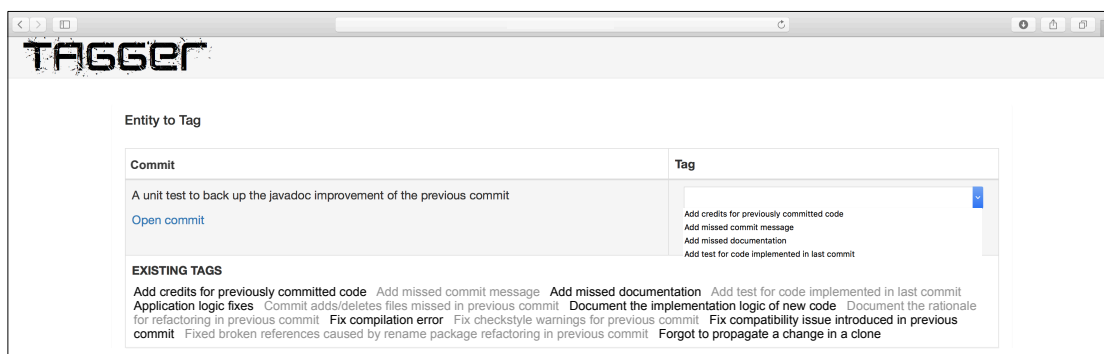 TAGGer
Entity to Tag
Commit
Tag
A unit test to back up the javadoc improvement of the previous commit
Open commit
Add credits for previously committed code
Add missed commit message
Add missed documentation
Add test for code implemented in last commit
EXISTING TAGS
Add credits for previously committed code Add missed commit message Add missed documentation Add test for code implemented in last commit
Application logic fixes Commit adds/deletes files missed in previous commit Document the implementation logic of new code Document the rationale
for refactoring in previous commit Fix compilation error Fix checkstyle warnings for previous commit Fix compatibility issue introduced in previous
commit Fixed broken references caused by rename package refactoring in previous commit Forgot to propagate a change in a clone